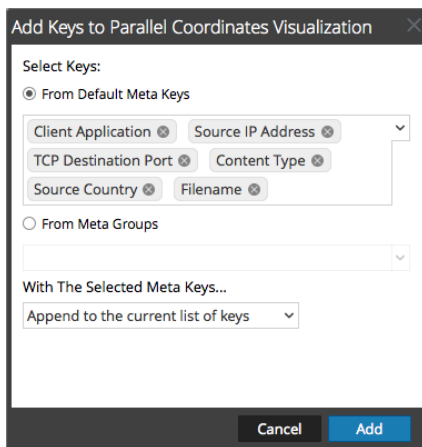 Add Keys to Parallel Coordinates Visualization
Select Keys:
From Default Meta Keys
Client Application Source IP Address
TCP Destination Port Content Type
Source Country Filename
From Meta Groups
With The Selected Meta Keys...
Append to the current list of keys
Cancel Add